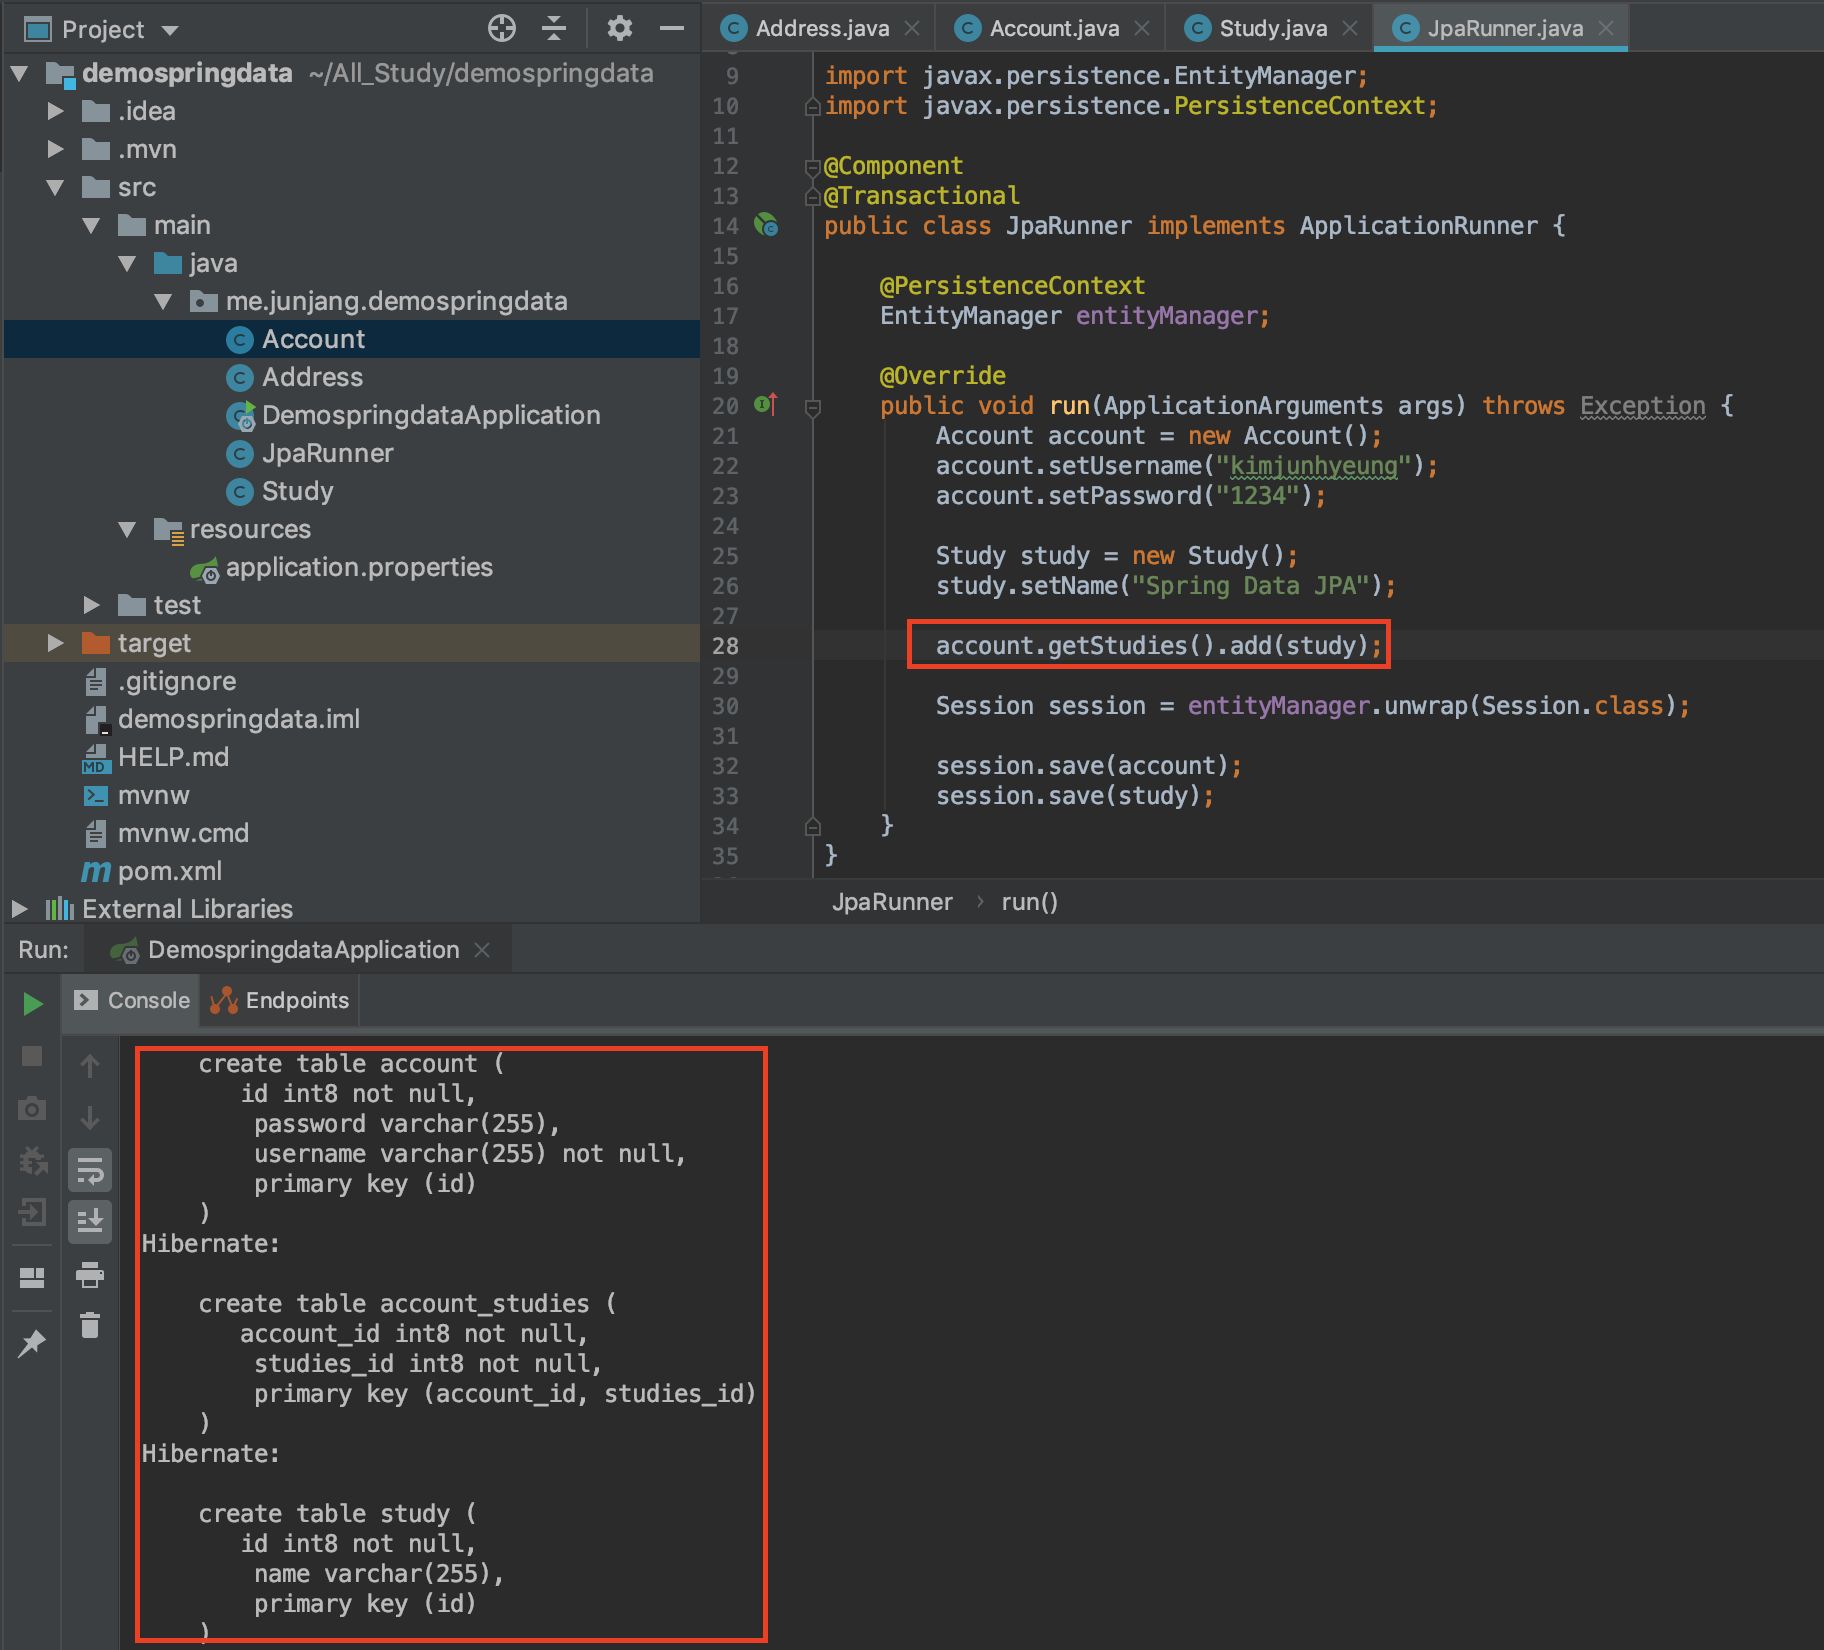 Project
demospringdata ~/All_Study/demospringdata
.idea
.mvn
src
main
java
me.junjang.demospringdata
Account
Address
DemospringdataApplication
JpaRunner
Study
resources
application.properties
test
target
.gitignore
demospringdata.iml
HELP.md
mvnw
mvnw.cmd
pom.xml
External Libraries
Address.java Account.java Study.java JpaRunner.java
9 import javax.persistence.EntityManager;
10 import javax.persistence.PersistenceContext;
11
12 @Component
13 @Transactional
14 public class JpaRunner implements ApplicationRunner {
15
16 @PersistenceContext
17 EntityManager entityManager;
18
19 @Override
20 public void run(ApplicationArguments args) throws Exception {
21 Account account = new Account();
22 account.setUsername("kimjunhyeung");
23 account.setPassword("1234");
24
25 Study study = new Study();
26 study.setName("Spring Data JPA");
27
28 account.getStudies().add(study);
29
30 Session session = entityManager.unwrap(Session.class);
31
32 session.save(account);
33 session.save(study);
34 }
35 }
JpaRunner › run()
Run: DemospringdataApplication
Console Endpoints
create table account (
id int8 not null,
password varchar(255),
username varchar(255) not null,
primary key (id)
)
Hibernate:
create table account_studies (
account_id int8 not null,
studies_id int8 not null,
primary key (account_id, studies_id)
)
Hibernate:
create table study (
id int8 not null,
name varchar(255),
primary key (id)
)